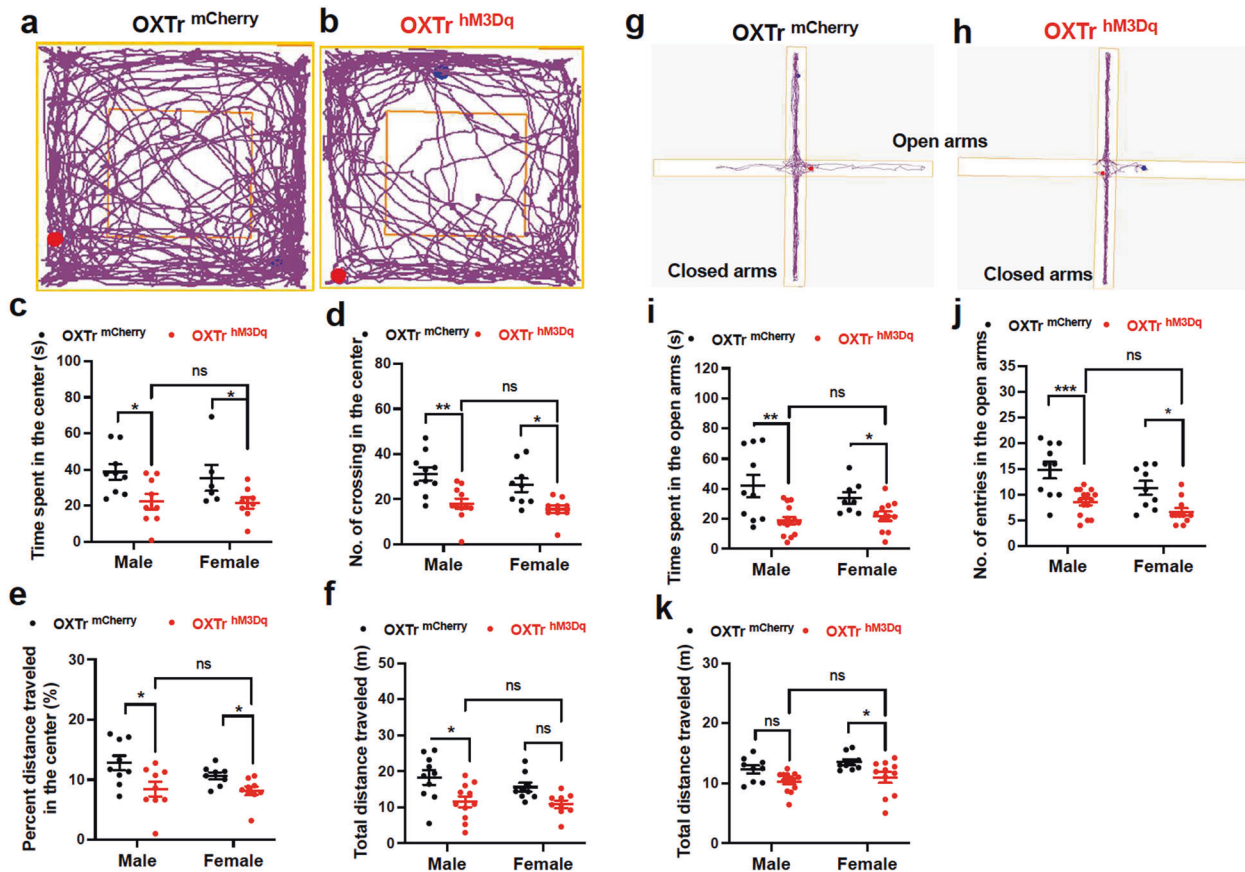 a OXTr mCherry
b OXTr hM3Dq
g OXTr mCherry
h OXTr hM3Dq
Open arms
Closed arms
Closed arms
c OXTr mCherry OXTr hM3Dq
Time spent in the center (s)
100
80
60
40
20
0
ns
*
*
Male Female
d OXTr mCherry OXTr hM3Dq
No. of crossing in the center
80
60
40
20
0
ns
**
*
Male Female
i OXTr mCherry OXTr hM3Dq
Time spent in the open arms (s)
120
100
80
60
40
20
0
ns
**
*
Male Female
j OXTr mCherry OXTr hM3Dq
No. of entries in the open arms
35
30
25
20
15
10
5
0
ns
***
*
Male Female
e OXTr mCherry OXTr hM3Dq
Percent distance traveled
in the center (%)
30
20
10
0
ns
*
*
Male Female
f OXTr mCherry OXTr hM3Dq
Total distance traveled (m)
50
40
30
20
10
0
ns
*
ns
Male Female
k OXTr mCherry OXTr hM3Dq
Total distance traveled (m)
30
20
10
0
ns
ns
*
Male Female